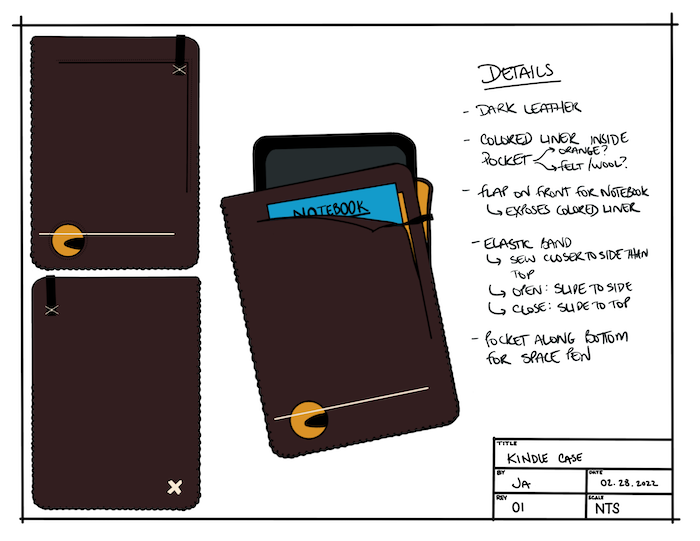 DETAILS
- DARK LEATHER
- COLORED LINER INSIDE
POCKET → ORANGE?
→ FELT/WOOL?
- FLAP ON FRONT FOR NOTEBOOK
↳ EXPOSES COLORED LINER
- ELASTIC BAND
↳ SEW CLOSER TO SIDE THAN
TOP
↳ OPEN: SLIDE TO SIDE
↳ CLOSE: SLIDE TO TOP
- POCKET ALONG BOTTOM
FOR SPACE PEN
NOTEBOOK
TITLE
KINDLE CASE
BY
JA
DATE
02.28.2022
REV
01
SCALE
NTS